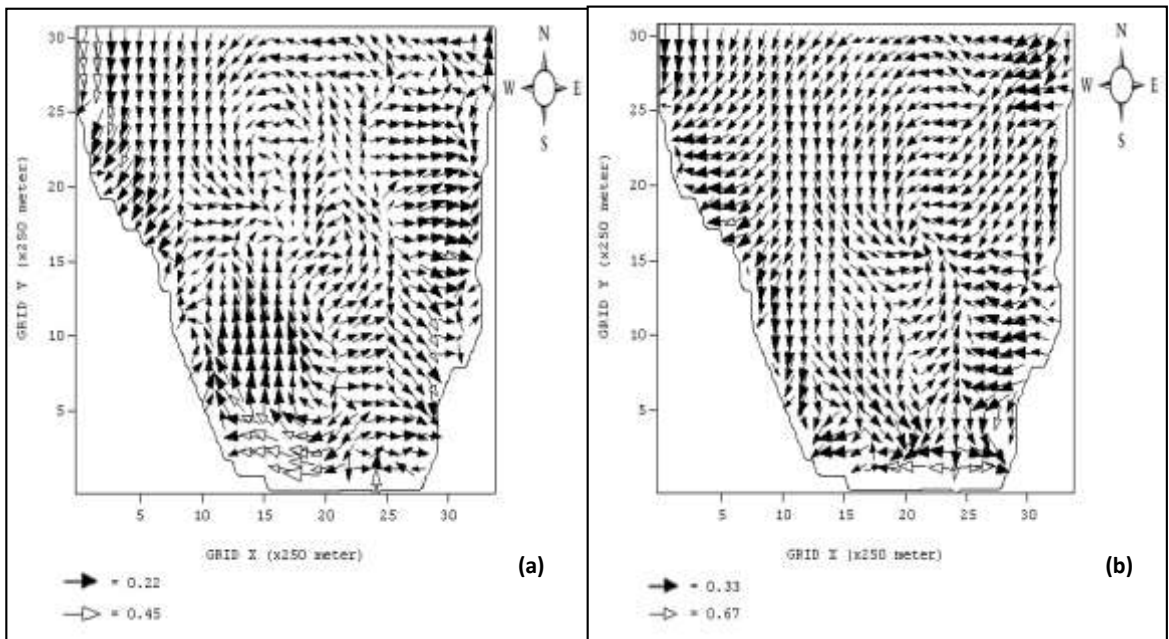 30
25
20
15
10
5
GRID Y (x250 meter)
5 10 15 20 25 30
GRID X (x250 meter)
N
W E
S
(a)
= 0.22
= 0.45
30
25
20
15
10
5
GRID Y (x250 meter)
5 10 15 20 25 30
GRID X (x250 meter)
N
W E
S
(b)
= 0.33
= 0.67